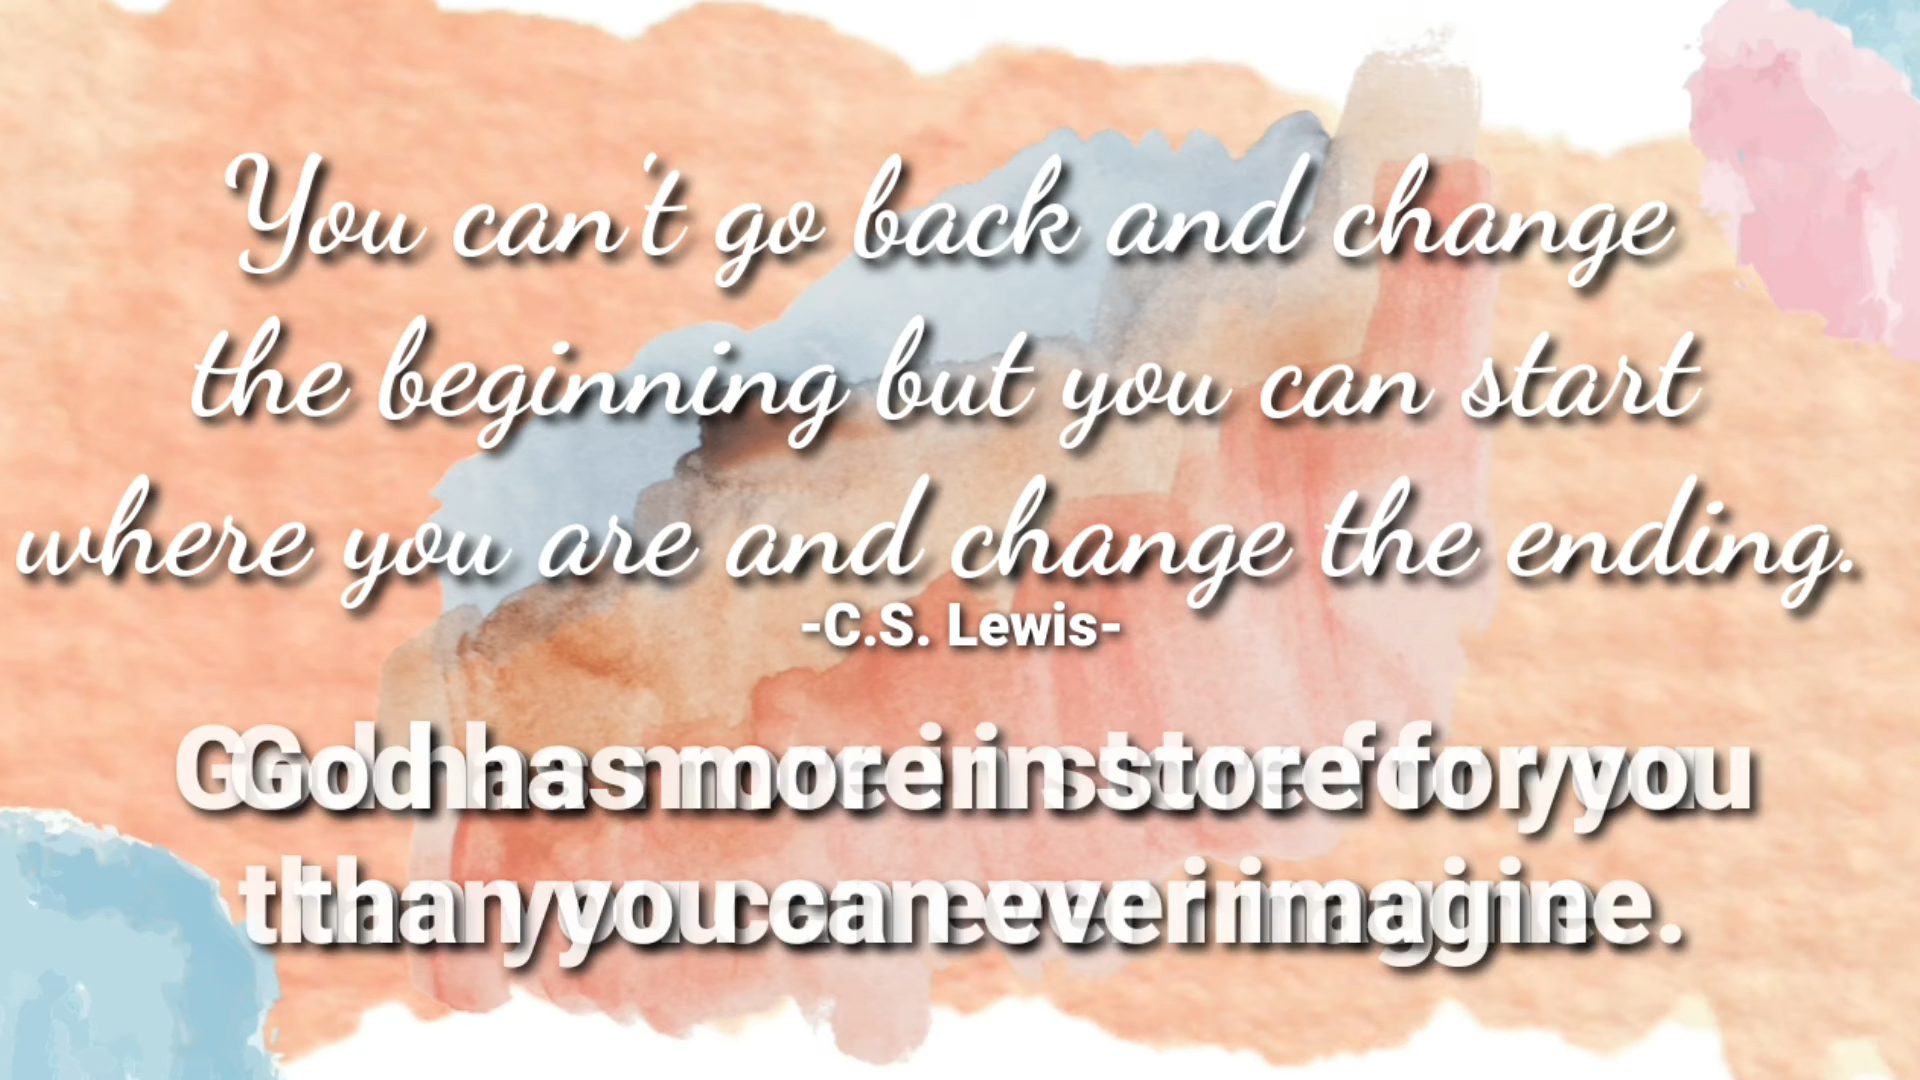 You can't go back and change
the beginning but you can start
where you are and change the ending.
-C.S. Lewis-
God has more in store for you
than you can ever imagine.